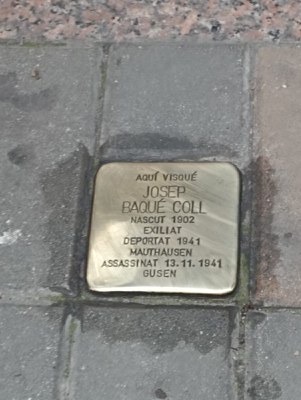 AQUÍ VISQUÉ
JOSEP
BAQUÉ COLL
NASCUT 1902
EXILIAT
DEPORTAT 1941
MAUTHAUSEN
ASSASSINAT 13.11.1941
GUSEN